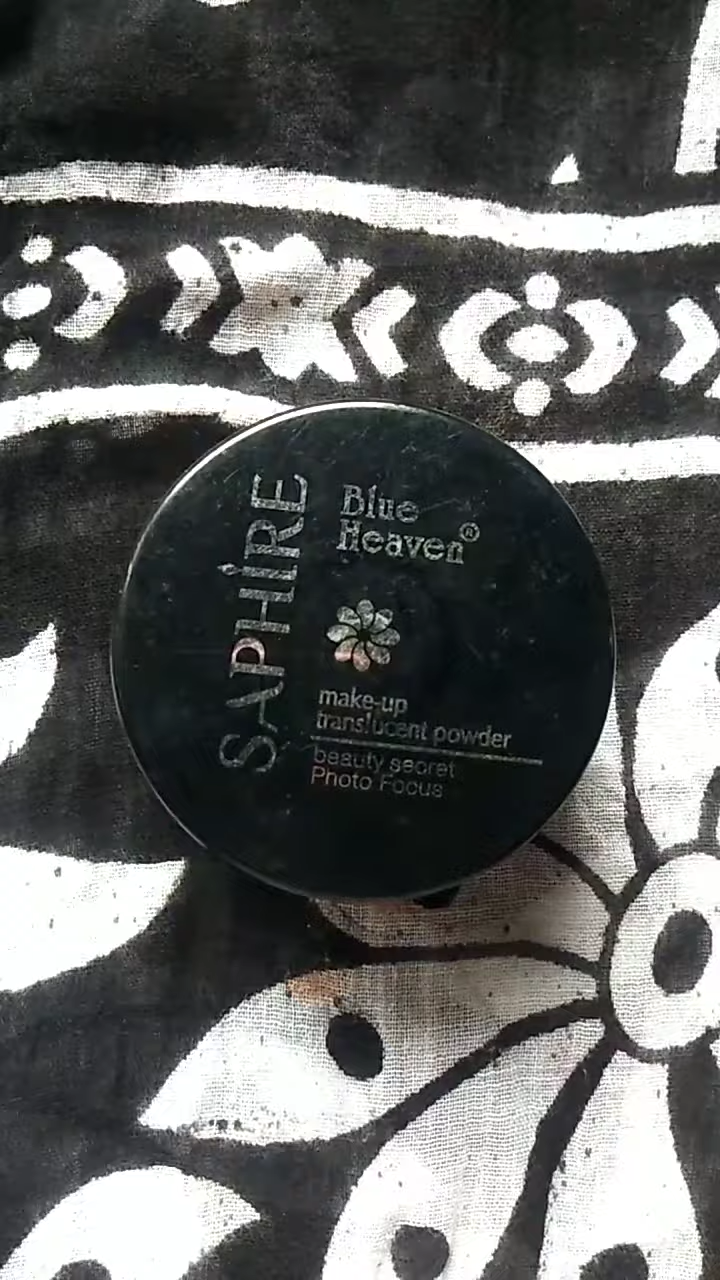 SAPHIRE
Blue
Heaven®
make-up
translucent powder
beauty secret
Photo Focus